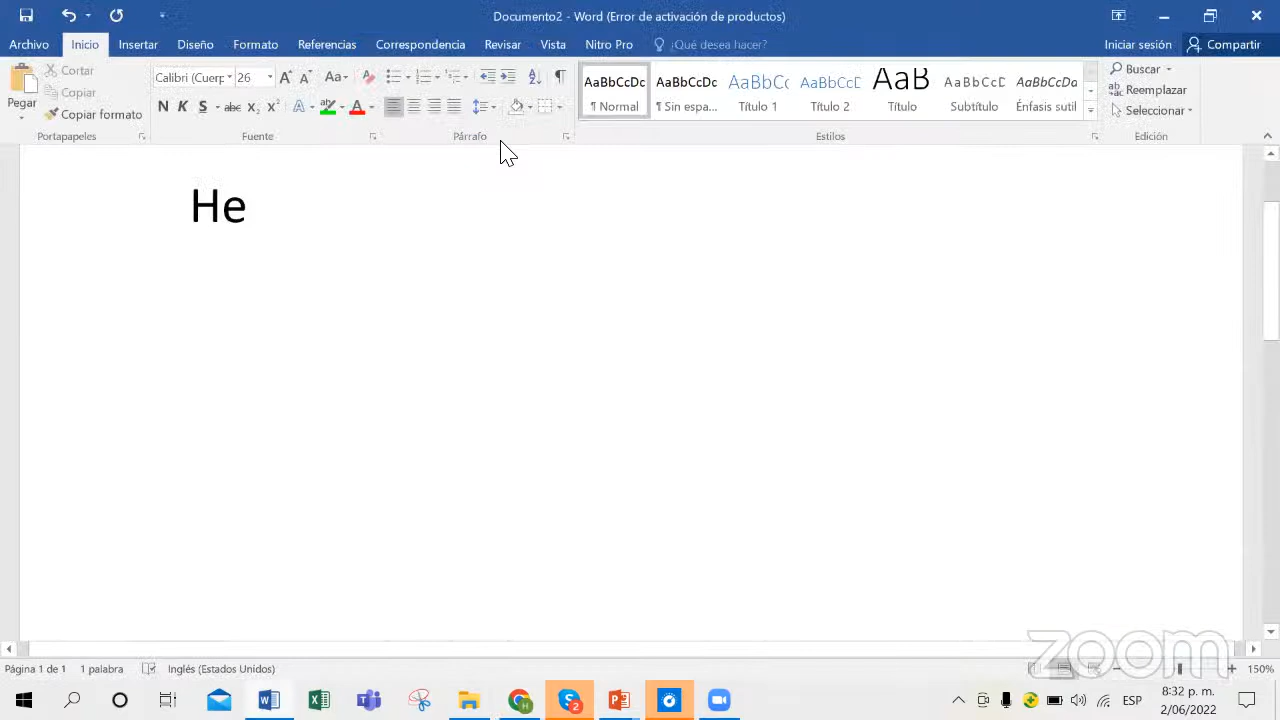 Documento2 - Word (Error de activación de productos)
Archivo Inicio Insertar Diseño Formato Referencias Correspondencia Revisar Vista Nitro Pro ¿Qué desea hacer? Iniciar sesión Compartir
Pegar
Cortar
Copiar
Copiar formato
Portapapeles
Calibri (Cuerp 26
Aa
N K S abc X₂ X²
Fuente
Párrafo
AaBbCcDc AaBbCcDc AaBbCc AaBbCcD AaB AaBbCcD AaBbCcDa
¶ Normal ¶ Sin espa... Título 1 Título 2 Título Subtítulo Énfasis sutil
Estilos
Buscar
Reemplazar
Seleccionar
Edición
He
zoom
Página 1 de 1 1 palabra Inglés (Estados Unidos) 150%
ESP
8:32 p. m.
2/06/2022